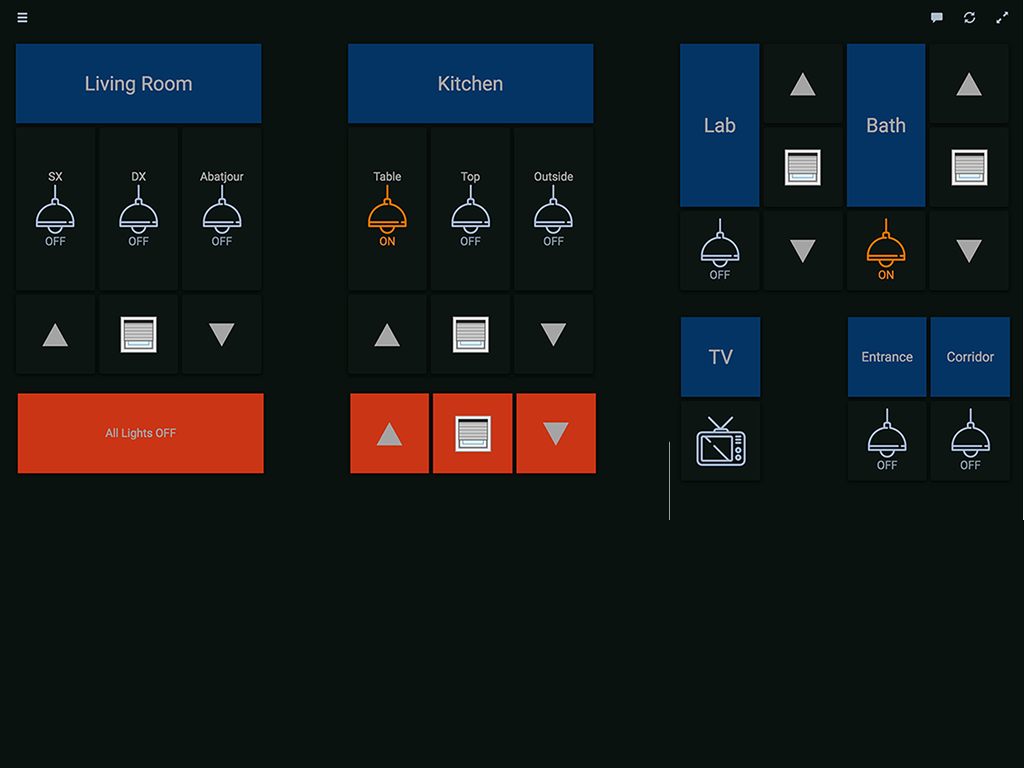 Living Room
SX
DX
Abatjour
OFF
OFF
OFF
All Lights OFF
Kitchen
Table
Top
Outside
ON
OFF
OFF
Lab
Bath
OFF
ON
TV
Entrance
Corridor
OFF
OFF